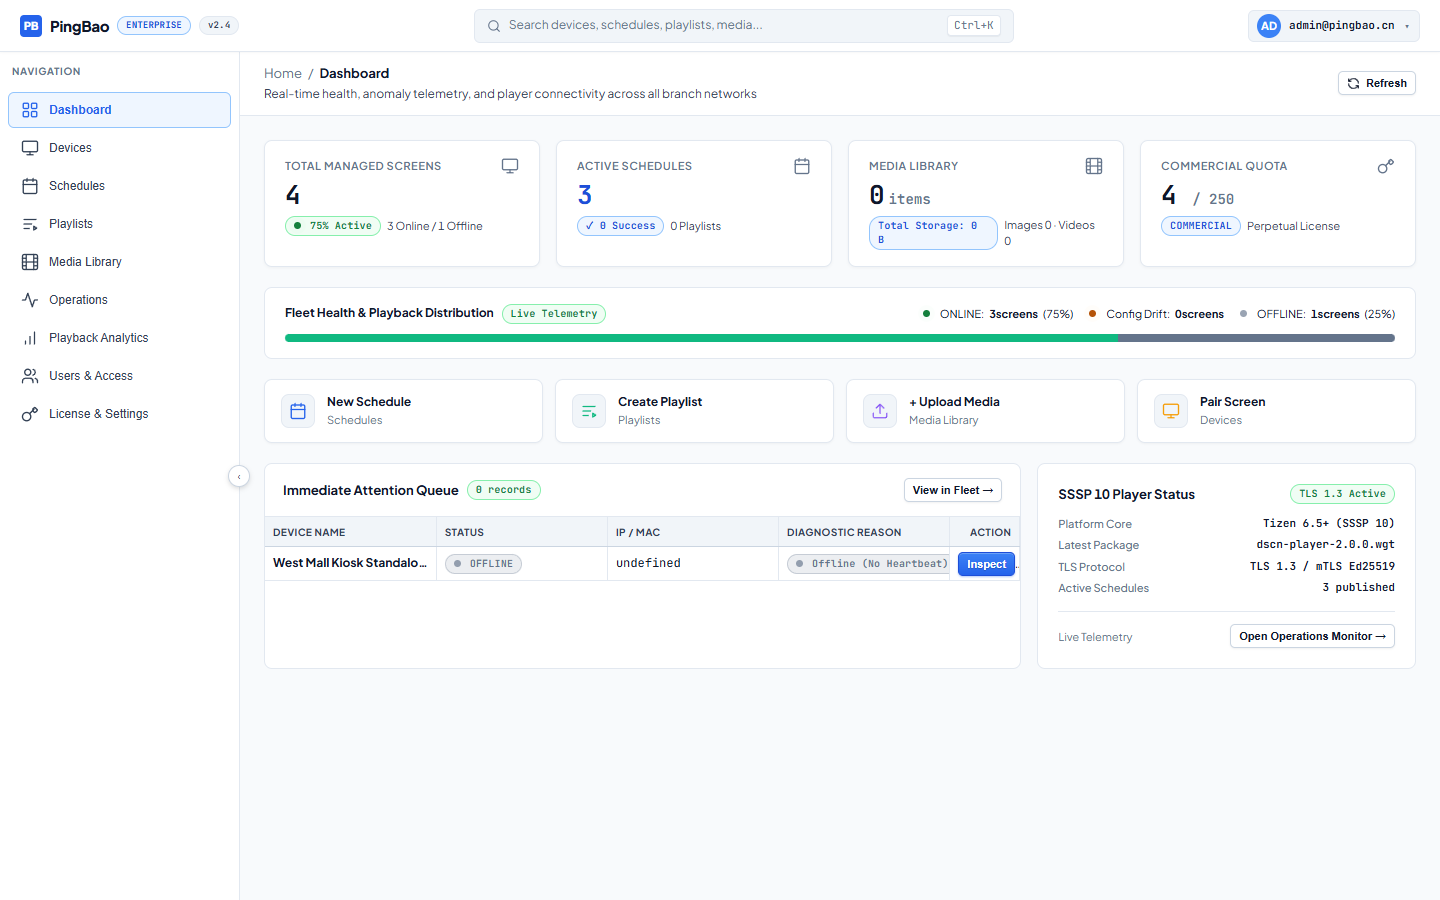 PB PingBao ENTERPRISE v2.4
Search devices, schedules, playlists, media... Ctrl+K
AD admin@pingbao.cn
NAVIGATION
Dashboard
Devices
Schedules
Playlists
Media Library
Operations
Playback Analytics
Users & Access
License & Settings
Home / Dashboard
Real-time health, anomaly telemetry, and player connectivity across all branch networks
Refresh
TOTAL MANAGED SCREENS
4
75% Active 3 Online / 1 Offline
ACTIVE SCHEDULES
3
✓ 0 Success 0 Playlists
MEDIA LIBRARY
0 items
Total Storage: 0
B
Images 0 · Videos
0
COMMERCIAL QUOTA
4 / 250
COMMERCIAL Perpetual License
Fleet Health & Playback Distribution Live Telemetry
ONLINE: 3screens (75%) Config Drift: 0screens OFFLINE: 1screens (25%)
New Schedule
Schedules
Create Playlist
Playlists
+ Upload Media
Media Library
Pair Screen
Devices
Immediate Attention Queue 0 records
View in Fleet →
DEVICE NAME STATUS IP / MAC DIAGNOSTIC REASON ACTION
West Mall Kiosk Standalo... OFFLINE undefined Offline (No Heartbeat) Inspect
SSSP 10 Player Status TLS 1.3 Active
Platform Core Tizen 6.5+ (SSSP 10)
Latest Package dscn-player-2.0.0.wgt
TLS Protocol TLS 1.3 / mTLS Ed25519
Active Schedules 3 published
Live Telemetry Open Operations Monitor →